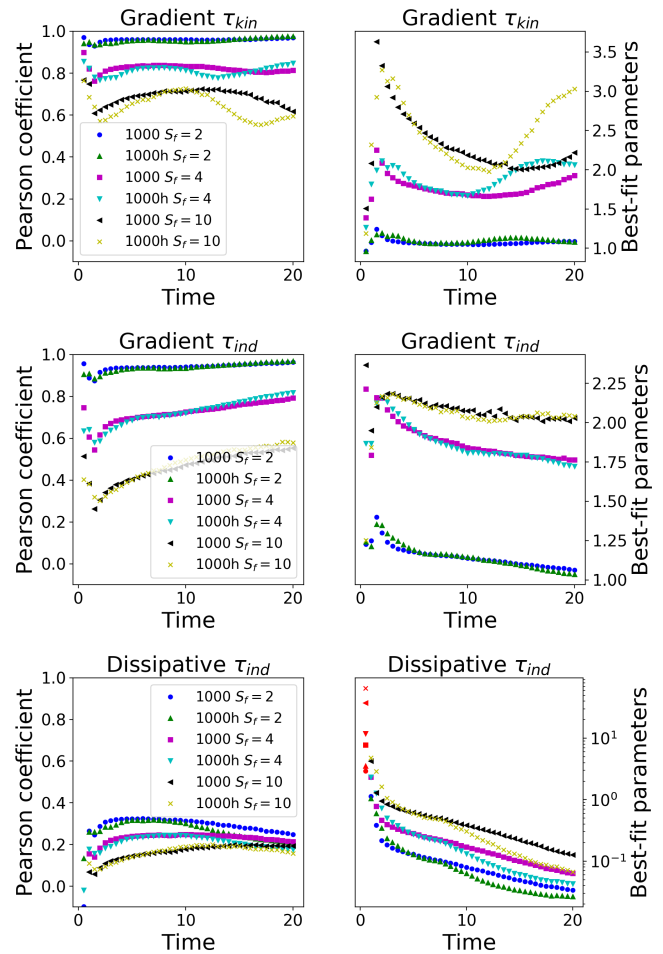 Gradient τkin
Gradient τkin
1.0
0.8
0.6
0.4
0.2
0.0
Pearson coefficient
1000 Sf = 2
1000h Sf = 2
1000 Sf = 4
1000h Sf = 4
1000 Sf = 10
1000h Sf = 10
0
10
20
Time
3.5
3.0
2.5
2.0
1.5
1.0
Best-fit parameters
0
10
20
Time
Gradient τind
Gradient τind
1.0
0.8
0.6
0.4
0.2
0.0
Pearson coefficient
1000 Sf = 2
1000h Sf = 2
1000 Sf = 4
1000h Sf = 4
1000 Sf = 10
1000h Sf = 10
0
10
20
Time
2.25
2.00
1.75
1.50
1.25
1.00
Best-fit parameters
0
10
20
Time
Dissipative τind
Dissipative τind
1.0
0.8
0.6
0.4
0.2
0.0
Pearson coefficient
1000 Sf = 2
1000h Sf = 2
1000 Sf = 4
1000h Sf = 4
1000 Sf = 10
1000h Sf = 10
0
10
20
Time
10^1
10^0
10^−1
Best-fit parameters
0
10
20
Time